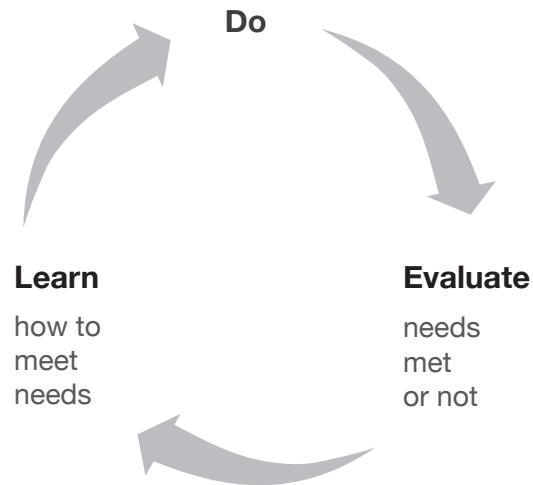 Do
Learn
how to
meet
needs
Evaluate
needs
met
or not